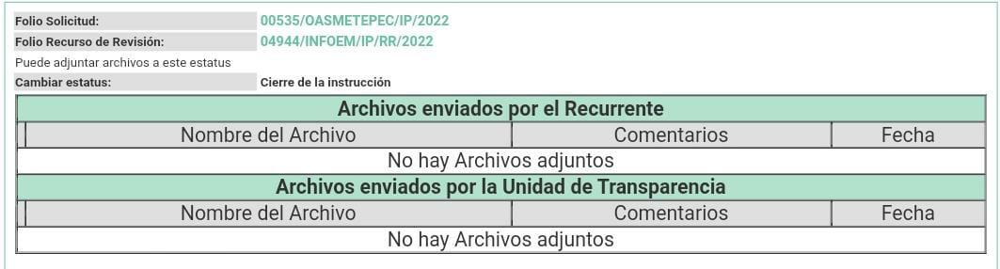 Folio Solicitud: 00535/OASMETEPEC/IP/2022
Folio Recurso de Revisión: 04944/INFOEM/IP/RR/2022
Puede adjuntar archivos a este estatus
Cambiar estatus: Cierre de la instrucción
Archivos enviados por el Recurrente
Nombre del Archivo Comentarios Fecha
No hay Archivos adjuntos
Archivos enviados por la Unidad de Transparencia
Nombre del Archivo Comentarios Fecha
No hay Archivos adjuntos